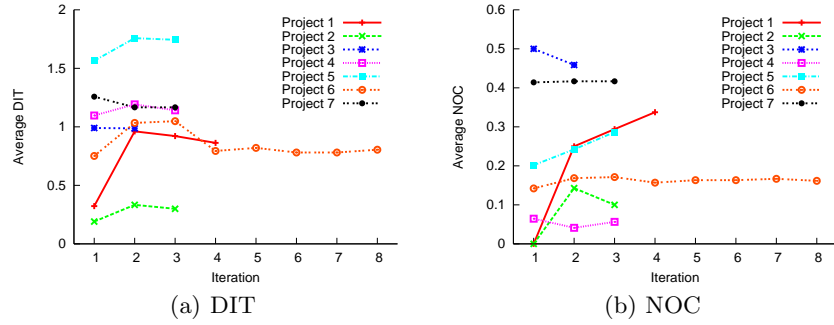 2
1.5
1
0.5
0
Average DIT
1 2 3 4 5 6 7 8
Iteration
Project 1
Project 2
Project 3
Project 4
Project 5
Project 6
Project 7
(a) DIT
0.6
0.5
0.4
0.3
0.2
0.1
0
Average NOC
1 2 3 4 5 6 7 8
Iteration
Project 1
Project 2
Project 3
Project 4
Project 5
Project 6
Project 7
(b) NOC